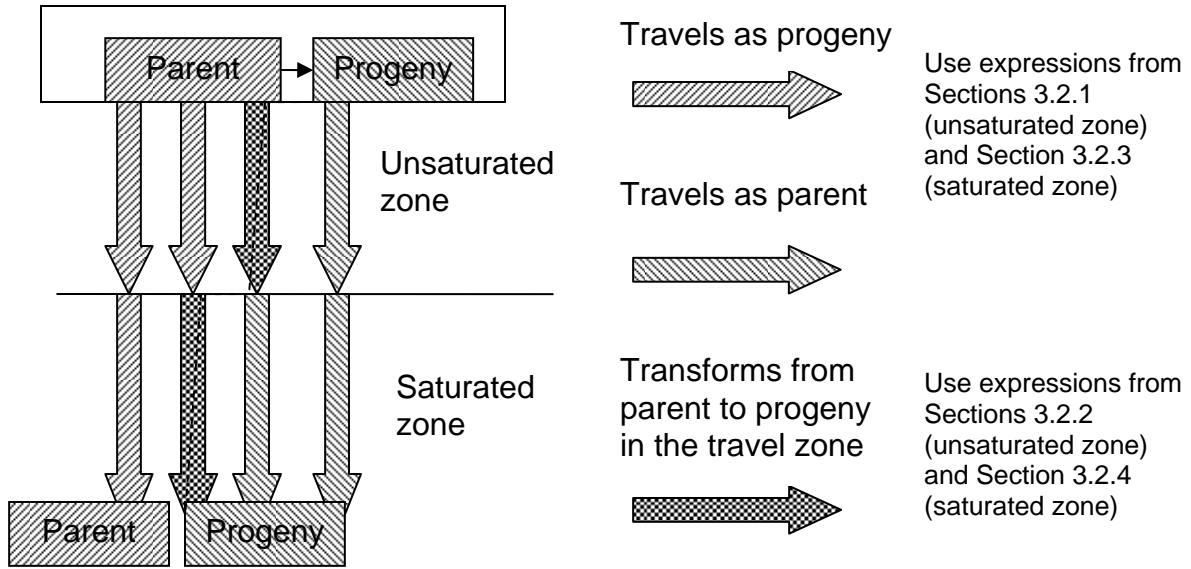 Parent
Progeny
Unsaturated
zone
Saturated
zone
Parent
Progeny
Travels as progeny
Use expressions from
Sections 3.2.1
(unsaturated zone)
and Section 3.2.3
(saturated zone)
Travels as parent
Transforms from
parent to progeny
in the travel zone
Use expressions from
Sections 3.2.2
(unsaturated zone)
and Section 3.2.4
(saturated zone)